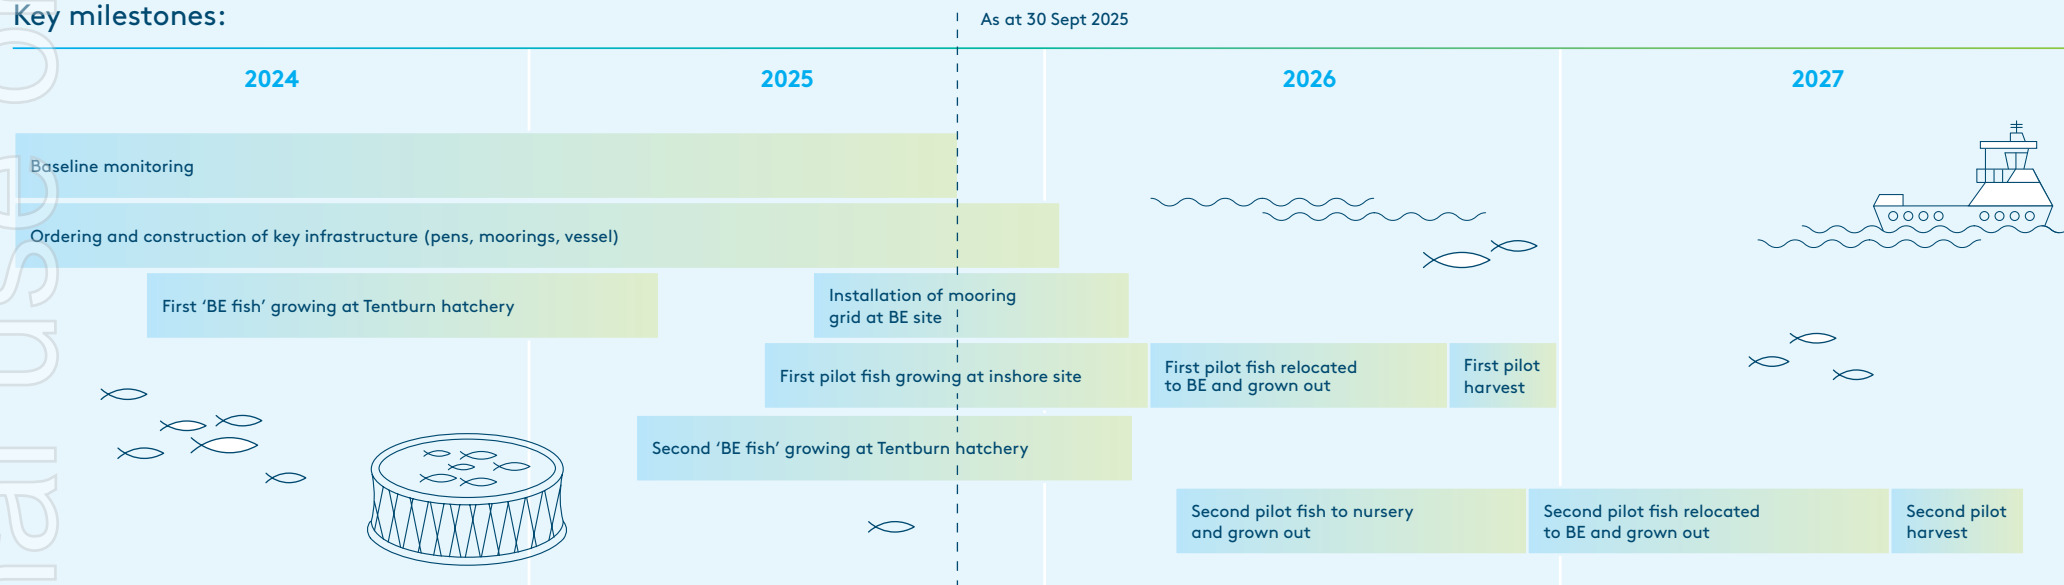 Key milestones:
As at 30 Sept 2025
2024
2025
2026
2027
Baseline monitoring
Ordering and construction of key infrastructure (pens, moorings, vessel)
First ‘BE fish’ growing at Tentburn hatchery
Installation of mooring
grid at BE site
First pilot fish growing at inshore site
First pilot fish relocated
to BE and grown out
First pilot
harvest
Second ‘BE fish’ growing at Tentburn hatchery
Second pilot fish to nursery
and grown out
Second pilot fish relocated
to BE and grown out
Second pilot
harvest
use